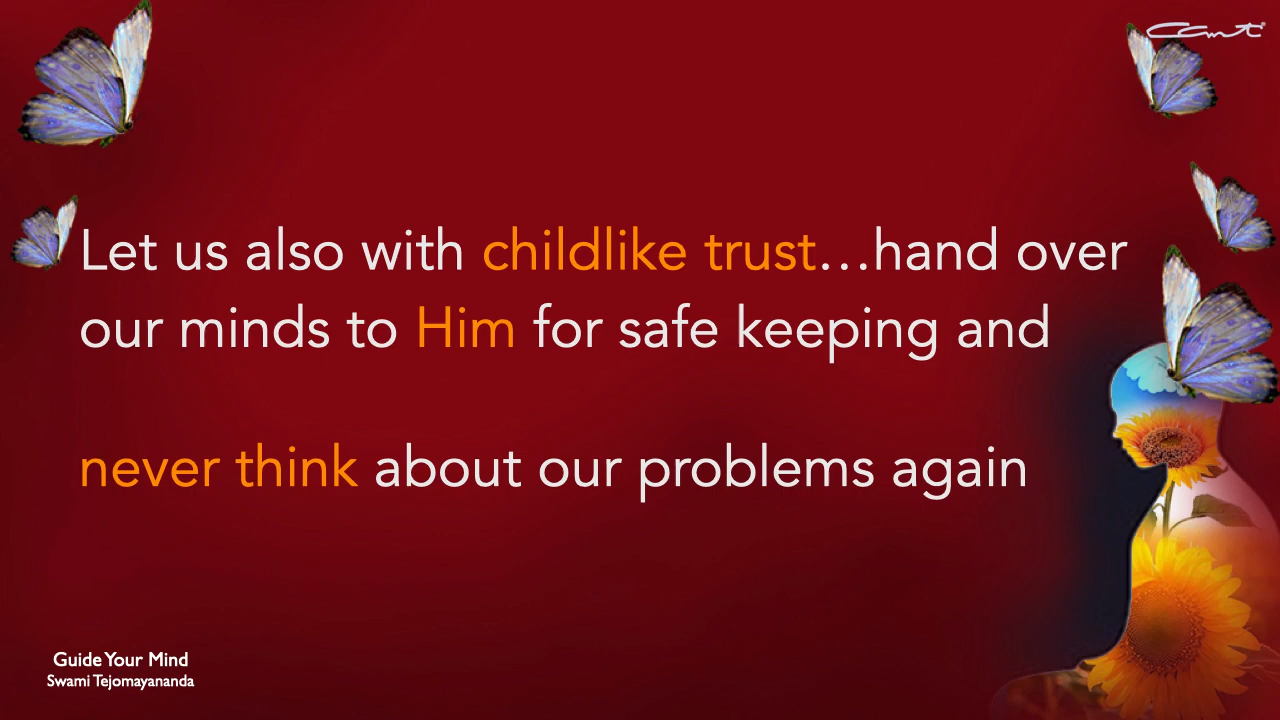 Let us also with childlike trust…hand over
our minds to Him for safe keeping and
never think about our problems again
Guide Your Mind
Swami Tejomayananda